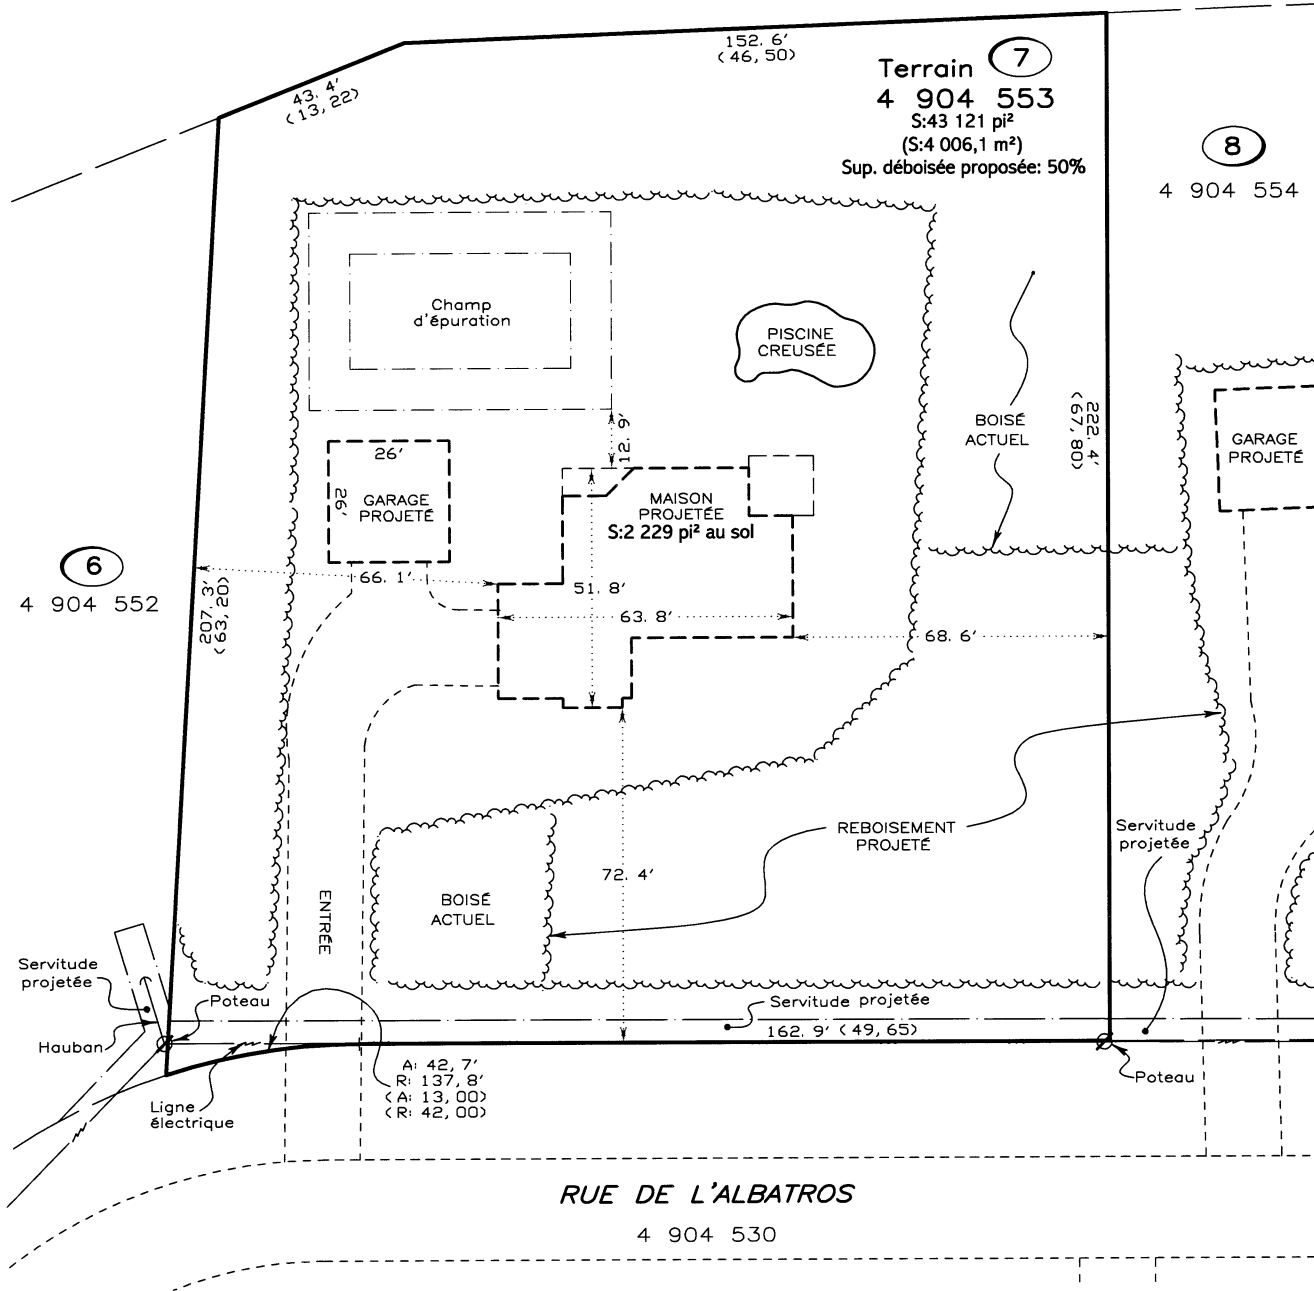 152. 6'
(46, 50)
43. 4'
(13, 22)
Terrain 7
4 904 553
S:43 121 pi²
(S:4 006,1 m²)
Sup. déboisée proposée: 50%
8
4 904 554
Champ
d'épuration
PISCINE
CREUSÉE
222. 4'
(67, 80)
BOISÉ
ACTUEL
GARAGE
PROJETÉ
12. 9'
26'
26'
GARAGE
PROJETÉ
MAISON
PROJETÉE
S:2 229 pi² au sol
6
4 904 552
66. 1'
51. 8'
63. 8'
68. 6'
207. 3'
(63, 20)
REBOISEMENT
PROJETÉ
Servitude
projetée
72. 4'
BOISÉ
ACTUEL
ENTRÉE
Servitude
projetée
Poteau
Servitude projetée
162. 9' (49, 65)
Hauban
A: 42, 7'
R: 137, 8'
(A: 13, 00)
(R: 42, 00)
Poteau
Ligne
électrique
RUE DE L'ALBATROS
4 904 530